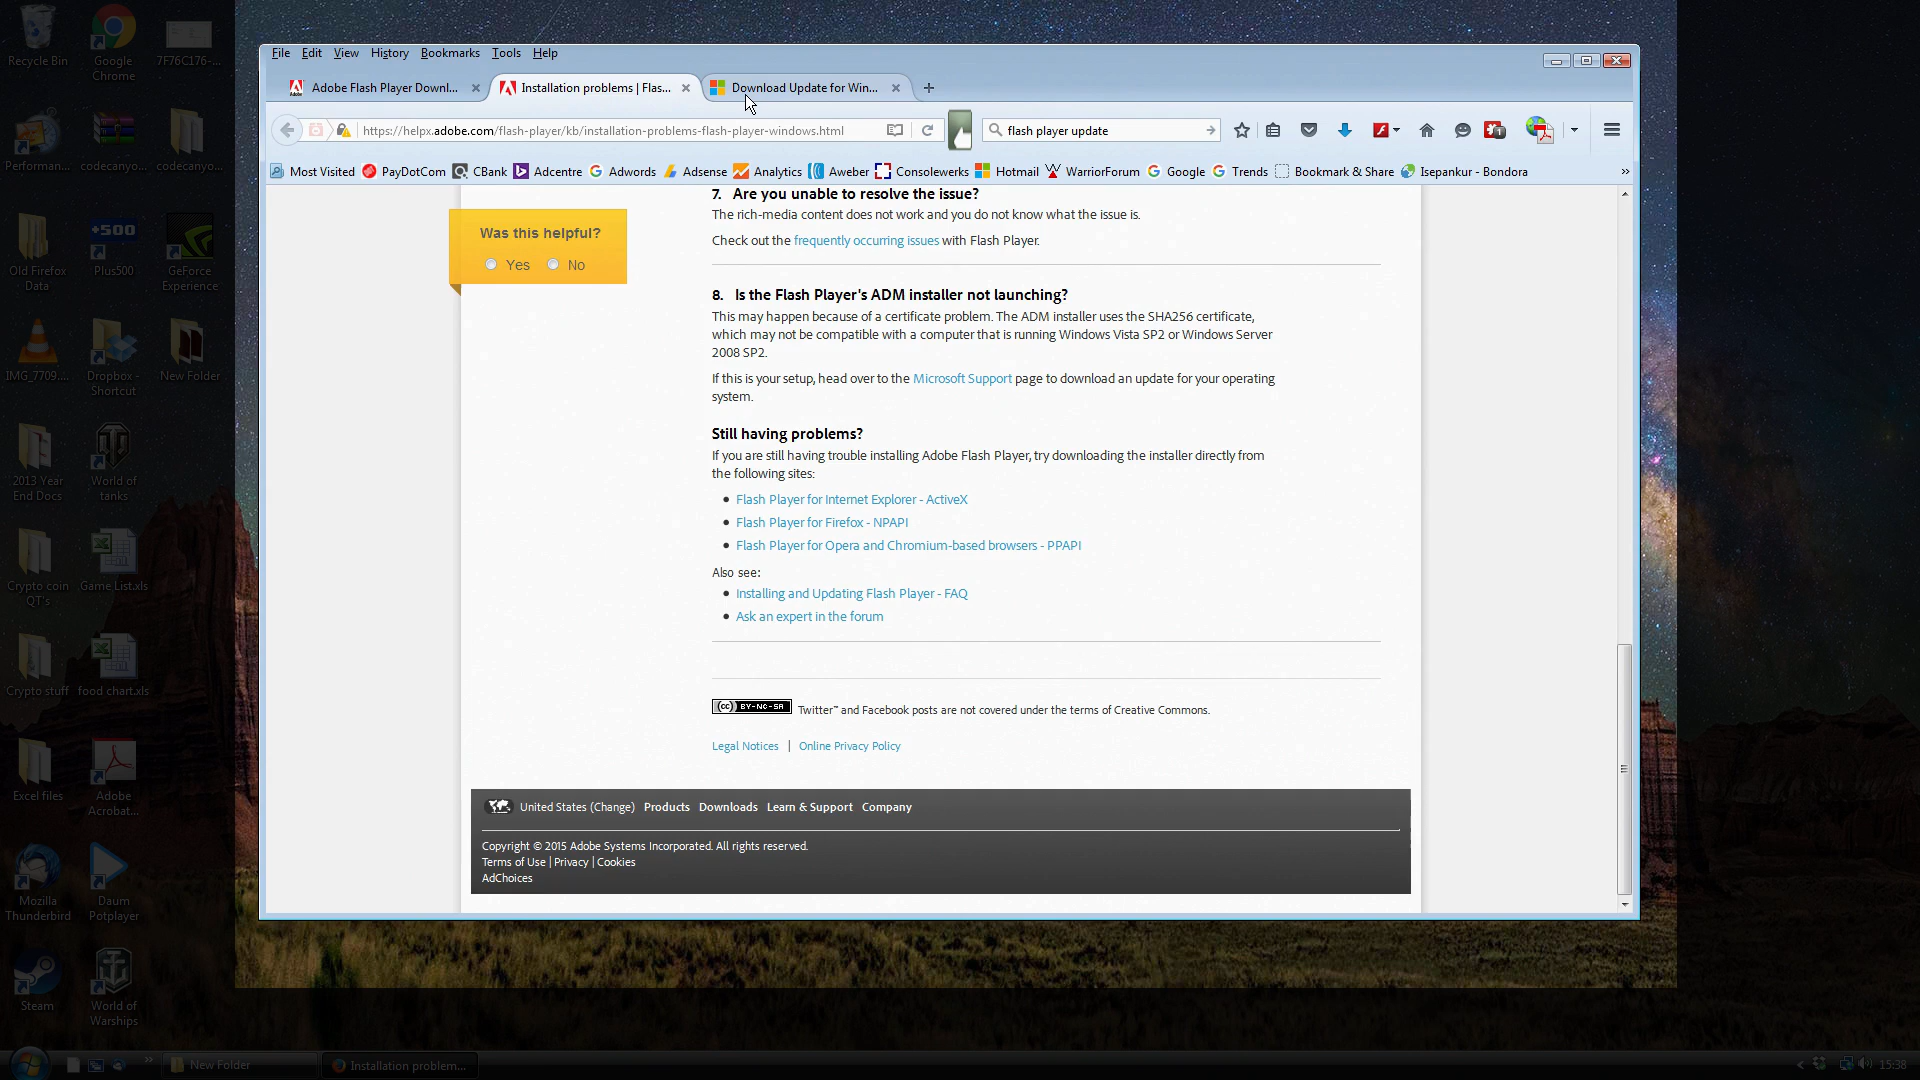 File Edit View History Bookmarks Tools Help
Adobe Flash Player Downl... Installation problems | Flas... Download Update for Win...
https://helpx.adobe.com/flash-player/kb/installation-problems-flash-player-windows.html
flash player update
1
Most Visited PayDotCom CBank Adcentre Adwords Adsense Analytics Aweber Consolewerks Hotmail WarriorForum Google Trends Bookmark & Share Isepankur - Bondora »
7. Are you unable to resolve the issue?
The rich-media content does not work and you do not know what the issue is.
Check out the frequently occurring issues with Flash Player.
Was this helpful?
Yes No
8. Is the Flash Player's ADM installer not launching?
This may happen because of a certificate problem. The ADM installer uses the SHA256 certificate,
which may not be compatible with a computer that is running Windows Vista SP2 or Windows Server
2008 SP2.
If this is your setup, head over to the Microsoft Support page to download an update for your operating
system.
Still having problems?
If you are still having trouble installing Adobe Flash Player, try downloading the installer directly from
the following sites:
Flash Player for Internet Explorer - ActiveX
Flash Player for Firefox - NPAPI
Flash Player for Opera and Chromium-based browsers - PPAPI
Also see:
Installing and Updating Flash Player - FAQ
Ask an expert in the forum
(cc) BY-NC-SA Twitter™ and Facebook posts are not covered under the terms of Creative Commons.
Legal Notices | Online Privacy Policy
United States (Change) Products Downloads Learn & Support Company
Copyright © 2015 Adobe Systems Incorporated. All rights reserved.
Terms of Use | Privacy | Cookies
AdChoices
Recycle Bin
Google
Chrome
7F76C176-...
Performan...
codecanyo...
codecanyo...
Old Firefox
Data
+500
Plus500
GeForce
Experience
IMG_7709....
Dropbox -
Shortcut
New Folder
2013 Year
End Docs
World of
tanks
Crypto coin
QT's
Game List.xls
Crypto stuff
food chart.xls
Excel files
Adobe
Acrobat...
Mozilla
Thunderbird
Daum
Potplayer
Steam
World of
Warships
» New Folder Installation problem... 15:38